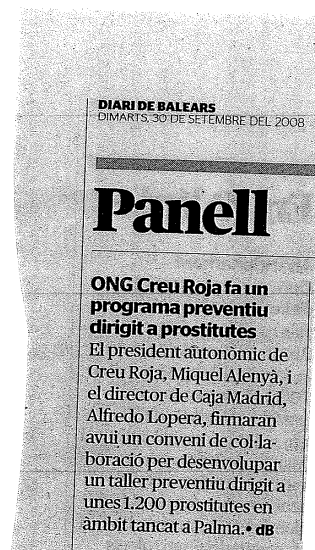 DIARI DE BALEARS
DIMARTS, 30 DE SETEMBRE DEL 2008
Panell
ONG Creu Roja fa un
programa preventiu
dirigit a prostitutes
El president autonòmic de
Creu Roja, Miquel Alenyà, i
el director de Caja Madrid,
Alfredo Lopera, firmaran
avui un conveni de col·la-
boració per desenvolupar
un taller preventiu dirigit a
unes 1.200 prostitutes en
àmbit tancat a Palma.• dB